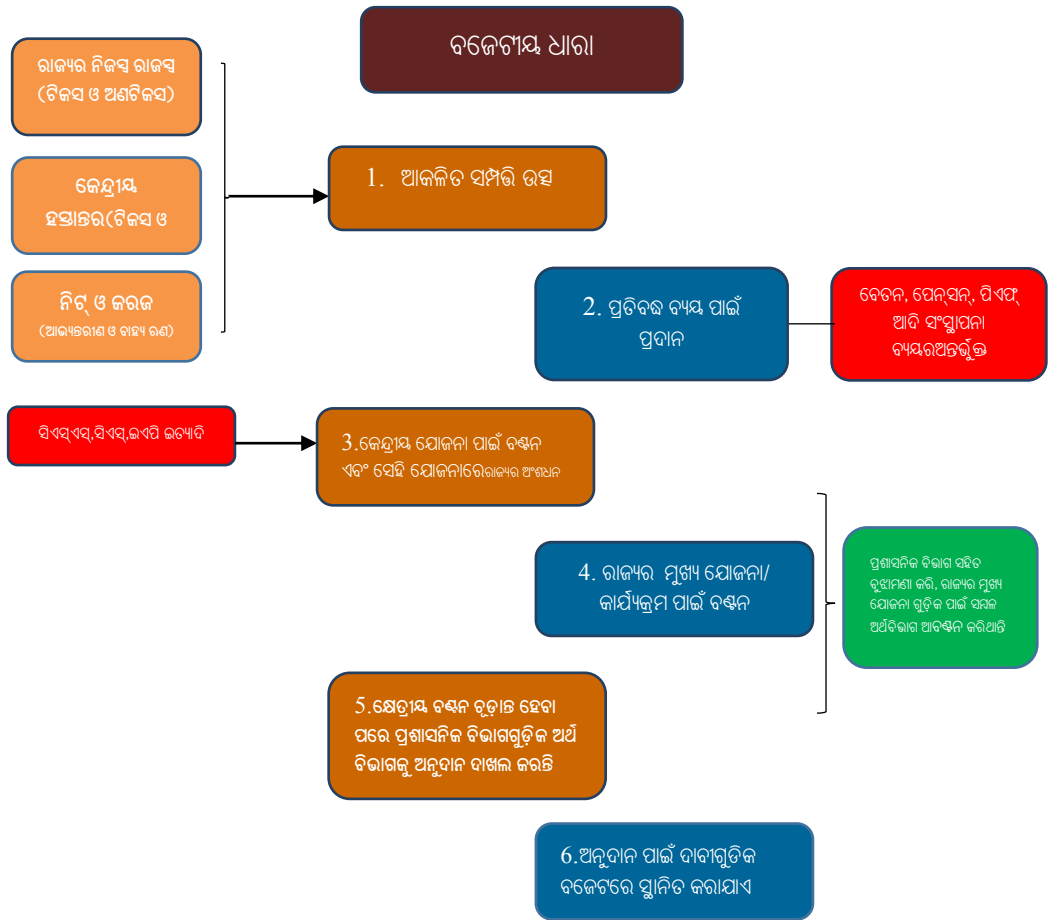 ବଜେଟୀୟ ଧାରା
ରାଜ୍ୟର ନିଜସ୍ୱ ରାଜସ୍ୱ
(ଟିକସ ଓ ଅଣଟିକସ)
କେନ୍ଦ୍ରୀୟ
ହସ୍ତାନ୍ତର(ଟିକସ ଓ
ନିଟ୍ ଓ କରଜ
(ଆଭ୍ୟନ୍ତରୀଣ ଓ ବାହ୍ୟ ଋଣ)
1. ଆକଳିତ ସମ୍ପତ୍ତି ଉତ୍ସ
2. ପ୍ରତିବଦ୍ଧ ବ୍ୟୟ ପାଇଁ
ପ୍ରଦାନ
ବେତନ, ପେନ୍‌ସନ୍, ପିଏଫ୍
ଆଦି ସଂସ୍ଥାପନା
ବ୍ୟୟରଅନ୍ତର୍ଭୁକ୍ତ
ସିଏସ୍‌ଏସ୍,ସିଏସ୍,ଇଏପି ଇତ୍ୟାଦି
3.କେନ୍ଦ୍ରୀୟ ଯୋଜନା ପାଇଁ ବଣ୍ଟନ
ଏବଂ ସେହି ଯୋଜନାରେରାଜ୍ୟର ଅଂଶଧନ
4. ରାଜ୍ୟର ମୁଖ୍ୟ ଯୋଜନା/
କାର୍ଯ୍ୟକ୍ରମ ପାଇଁ ବଣ୍ଟନ
ପ୍ରଶାସନିକ ବିଭାଗ ସହିତ
ବୁଝାମଣା କରି, ରାଜ୍ୟର ମୁଖ୍ୟ
ଯୋଜନା ଗୁଡ଼ିକ ପାଇଁ ସମ୍ବଳ
ଅର୍ଥବିଭାଗ ଆବଣ୍ଟନ କରିଥାନ୍ତି
5.କ୍ଷେତ୍ରୀୟ ବଣ୍ଟନ ଚୂଡ଼ାନ୍ତ ହେବା
ପରେ ପ୍ରଶାସନିକ ବିଭାଗଗୁଡ଼ିକ ଅର୍ଥ
ବିଭାଗକୁ ଅନୁଦାନ ଦାଖଲ କରନ୍ତି
6.ଅନୁଦାନ ପାଇଁ ଦାବୀଗୁଡିକ
ବଜେଟରେ ସ୍ଥାନିତ କରାଯାଏ